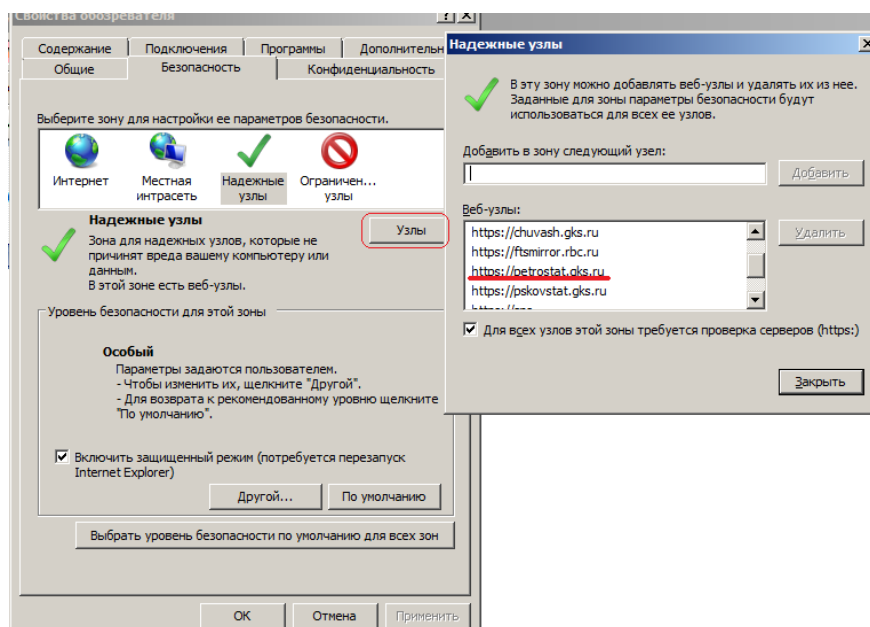 Свойства обозревателя
Содержание
Подключения
Программы
Дополнительн
Общие
Безопасность
Конфиденциальность
Выберите зону для настройки ее параметров безопасности.
Интернет
Местная
интрасеть
Надежные
узлы
Ограничен...
узлы
Надежные узлы
Зона для надежных узлов, которые не
причинят вреда вашему компьютеру или
данным.
В этой зоне есть веб-узлы.
Узлы
Уровень безопасности для этой зоны
Особый
Параметры задаются пользователем.
- Чтобы изменить их, щелкните "Другой".
- Для возврата к рекомендованному уровню щелкните
"По умолчанию".
Включить защищенный режим (потребуется перезапуск
Internet Explorer)
Другой...
По умолчанию
Выбрать уровень безопасности по умолчанию для всех зон
OK
Отмена
Применить
Надежные узлы
В эту зону можно добавлять веб-узлы и удалять их из нее.
Заданные для зоны параметры безопасности будут
использоваться для всех ее узлов.
Добавить в зону следующий узел:
Добавить
Веб-узлы:
https://chuvash.gks.ru
https://ftsmirror.rbc.ru
https://petrostat.gks.ru
https://pskovstat.gks.ru
Удалить
Для всех узлов этой зоны требуется проверка серверов (https:)
Закрыть